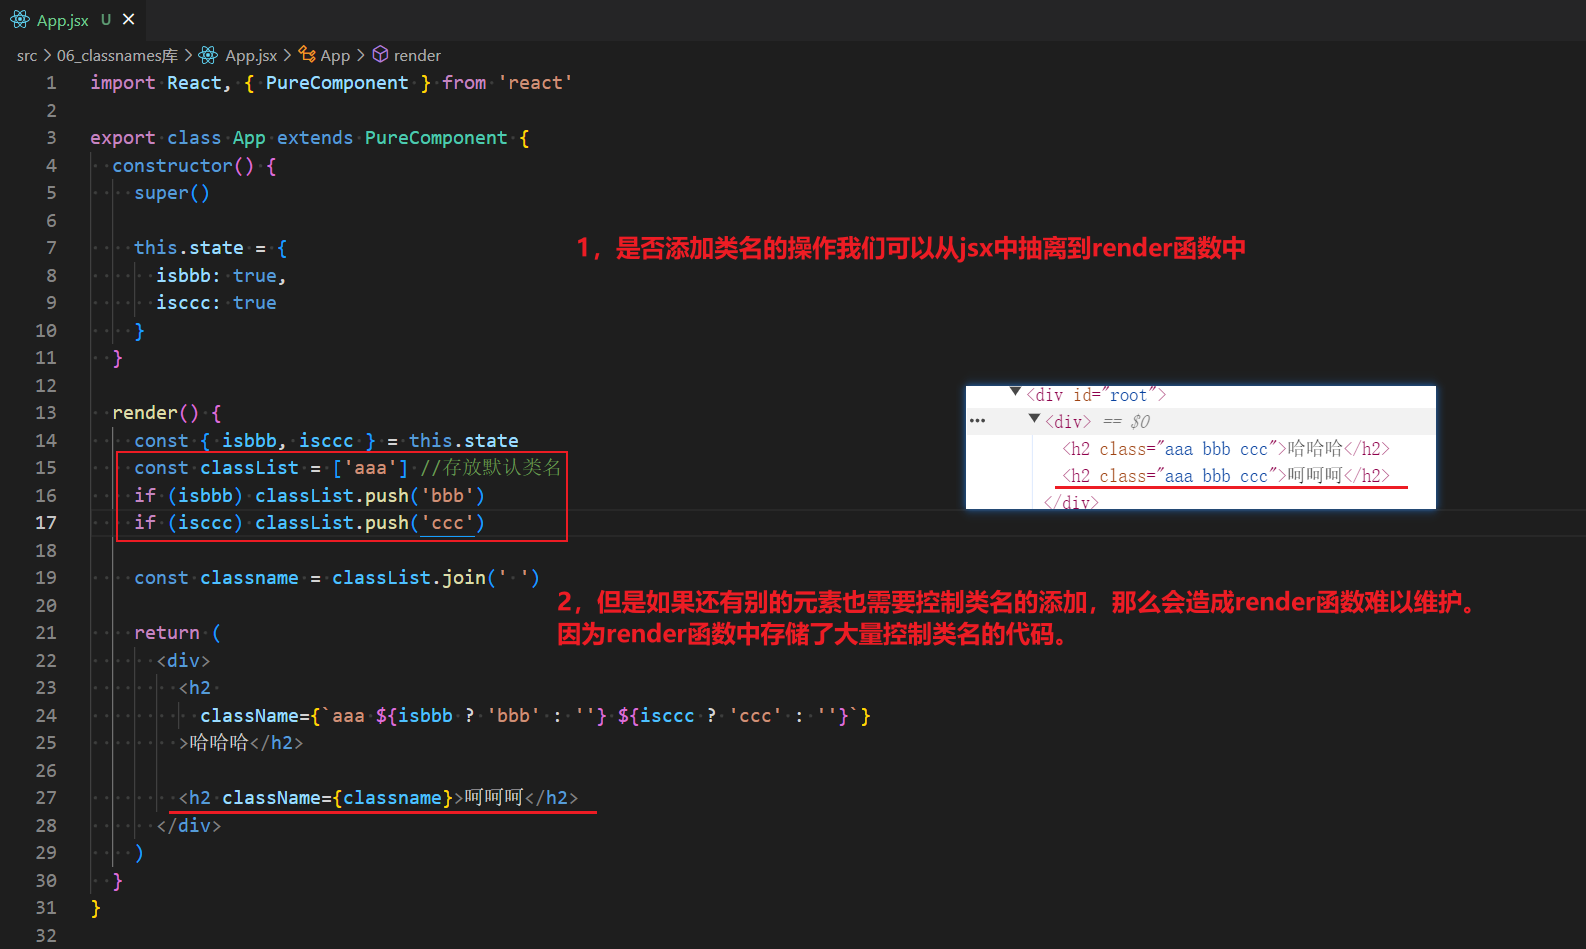 App.jsx U
src > 06_classnames库 > App.jsx > App > render
1 import React, { PureComponent } from 'react'
2
3 export class App extends PureComponent {
4 constructor() {
5 super()
6
7 this.state = {
1，是否添加类名的操作我们可以从jsx中抽离到render函数中
8 isbbb: true,
9 isccc: true
10 }
11 }
12
<div id="root">
13 render() {
••• <div> == $0
14 const { isbbb, isccc } = this.state
<h2 class="aaa bbb ccc">哈哈哈</h2>
15 const classList = ['aaa'] //存放默认类名
<h2 class="aaa bbb ccc">呵呵呵</h2>
16 if (isbbb) classList.push('bbb')
</div>
17 if (isccc) classList.push('ccc')
18
19 const classname = classList.join(' ')
2，但是如果还有别的元素也需要控制类名的添加，那么会造成render函数难以维护。
20
因为render函数中存储了大量控制类名的代码。
21 return (
22 <div>
23 <h2
24 className={`aaa ${isbbb ? 'bbb' : ''} ${isccc ? 'ccc' : ''}`}
25 >哈哈哈</h2>
26
27 <h2 className={classname}>呵呵呵</h2>
28 </div>
29 )
30 }
31 }
32